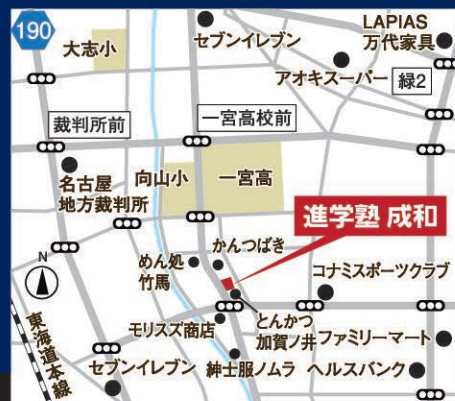 190
大志小
セブンイレブン
LAPIAS
万代家具
アオキスーパー
緑2
裁判所前
一宮高校前
名古屋
地方裁判所
向山小
一宮高
進学塾 成和
かんつばき
めん処
竹馬
コナミスポーツクラブ
N
とんかつ
加賀ノ井
モリスズ商店
ファミリーマート
東海道本線
セブンイレブン
紳士服ノムラ
ヘルスバンク